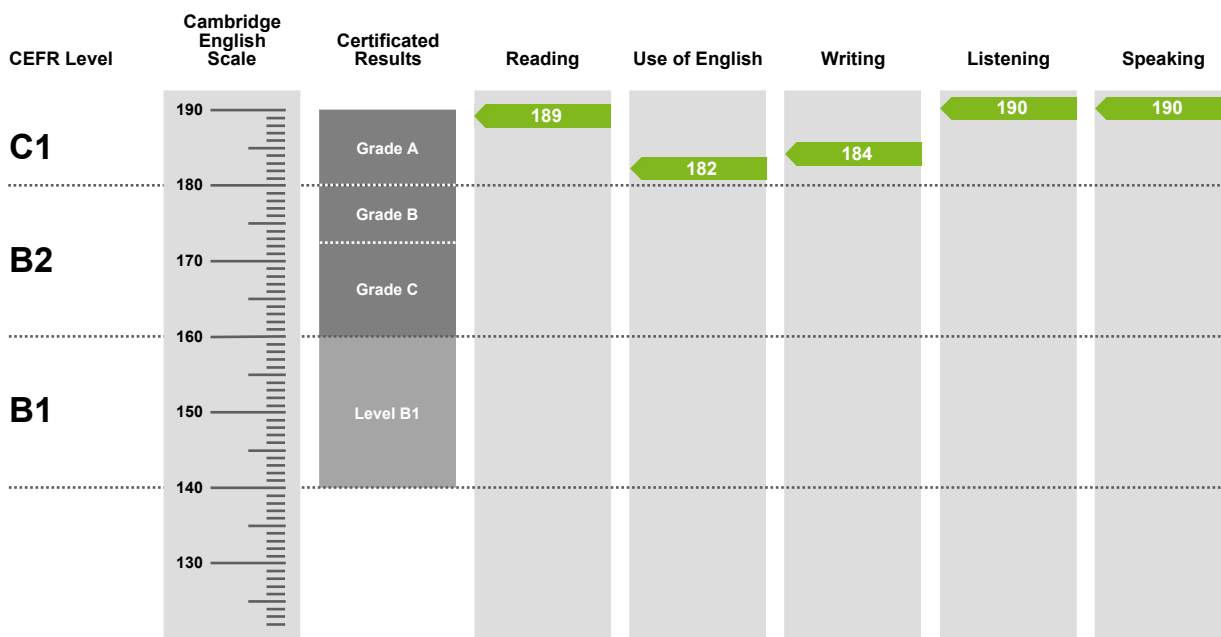 CEFR Level
Cambridge
English
Scale
Certificated
Results
Reading
Use of English
Writing
Listening
Speaking
C1
B2
B1
190
180
170
160
150
140
130
Grade A
Grade B
Grade C
Level B1
189
182
184
190
190